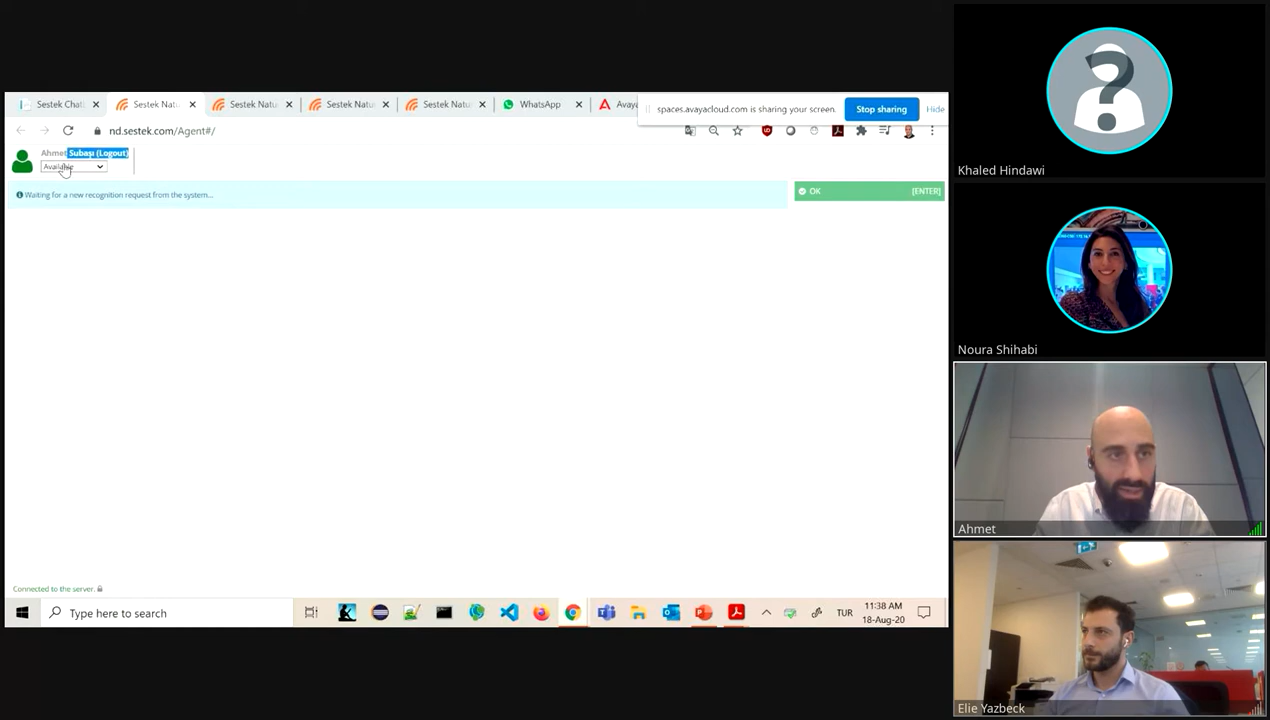 Sestek Chat
Sestek Natu
Sestek Natu
Sestek Natu
Sestek Natu
WhatsApp
Avaya
spaces.avayacloud.com is sharing your screen.
Stop sharing
Hide
nd.sestek.com/Agent#/
Ahmet Subaşı (Logout)
Available
Waiting for a new recognition request from the system...
OK
[ENTER]
Connected to the server.
Type here to search
TUR
11:38 AM
18-Aug-20
Khaled Hindawi
Noura Shihabi
Ahmet
Elie Yazbeck